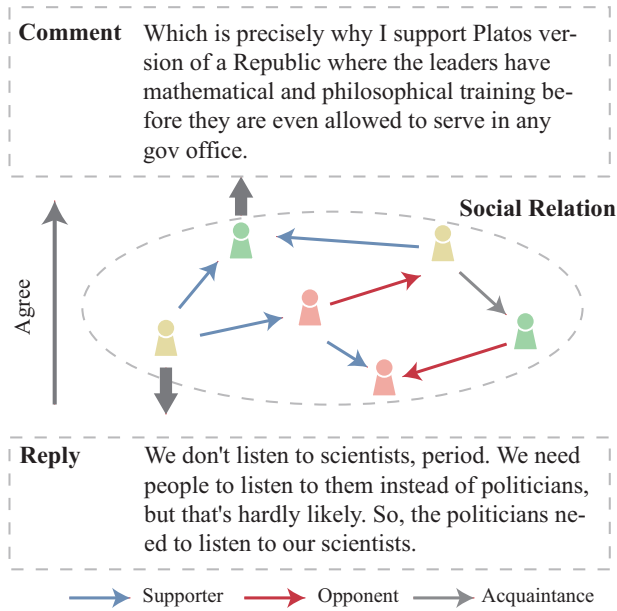 Comment
Which is precisely why I support Platos ver-
sion of a Republic where the leaders have
mathematical and philosophical training be-
fore they are even allowed to serve in any
gov office.
Social Relation
Agree
Reply
We don't listen to scientists, period. We need
people to listen to them instead of politicians,
but that's hardly likely. So, the politicians ne-
ed to listen to our scientists.
Supporter
Opponent
Acquaintance